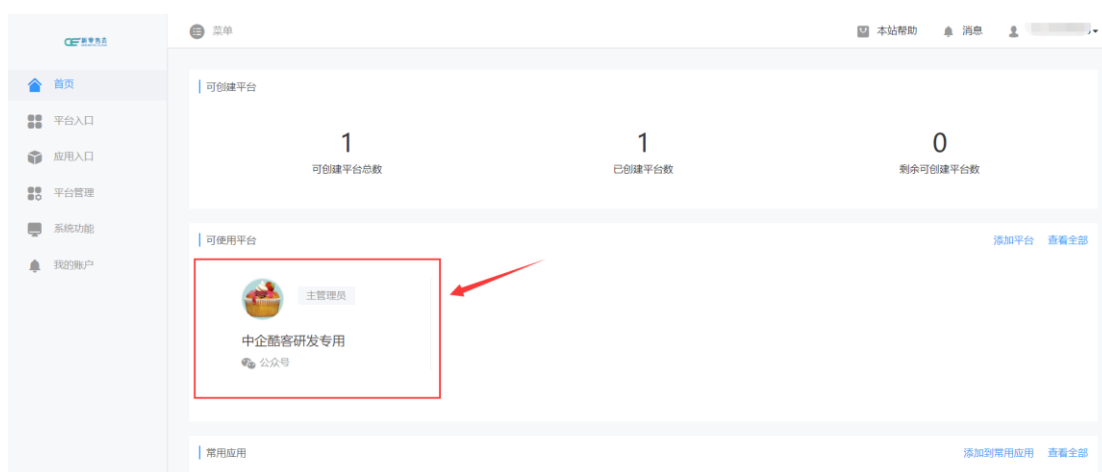 菜单
本站帮助
消息
首页
平台入口
应用入口
平台管理
系统功能
我的账户
可创建平台
1
可创建平台总数
1
已创建平台数
0
剩余可创建平台数
可使用平台
添加平台
查看全部
主管理员
中企酷客研发专用
公众号
常用应用
添加到常用应用
查看全部